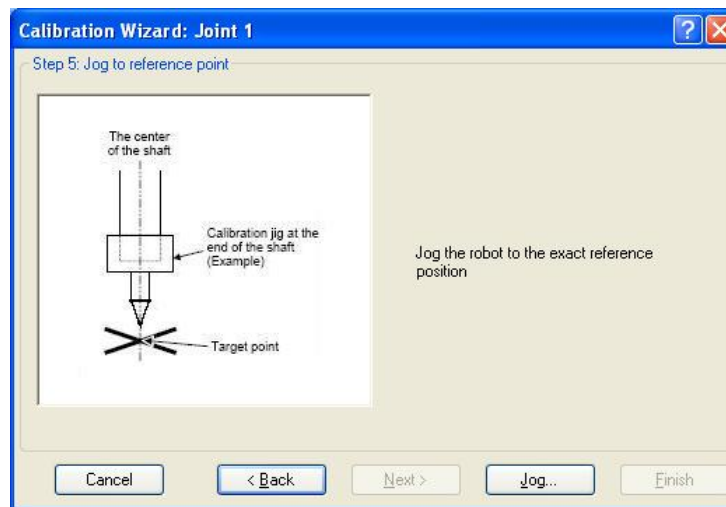 Calibration Wizard: Joint 1
Step 5: Jog to reference point
The center
of the shaft
Calibration jig at the
end of the shaft
(Example)
Target point
Jog the robot to the exact reference
position
Cancel
< Back
Next >
Jog...
Finish